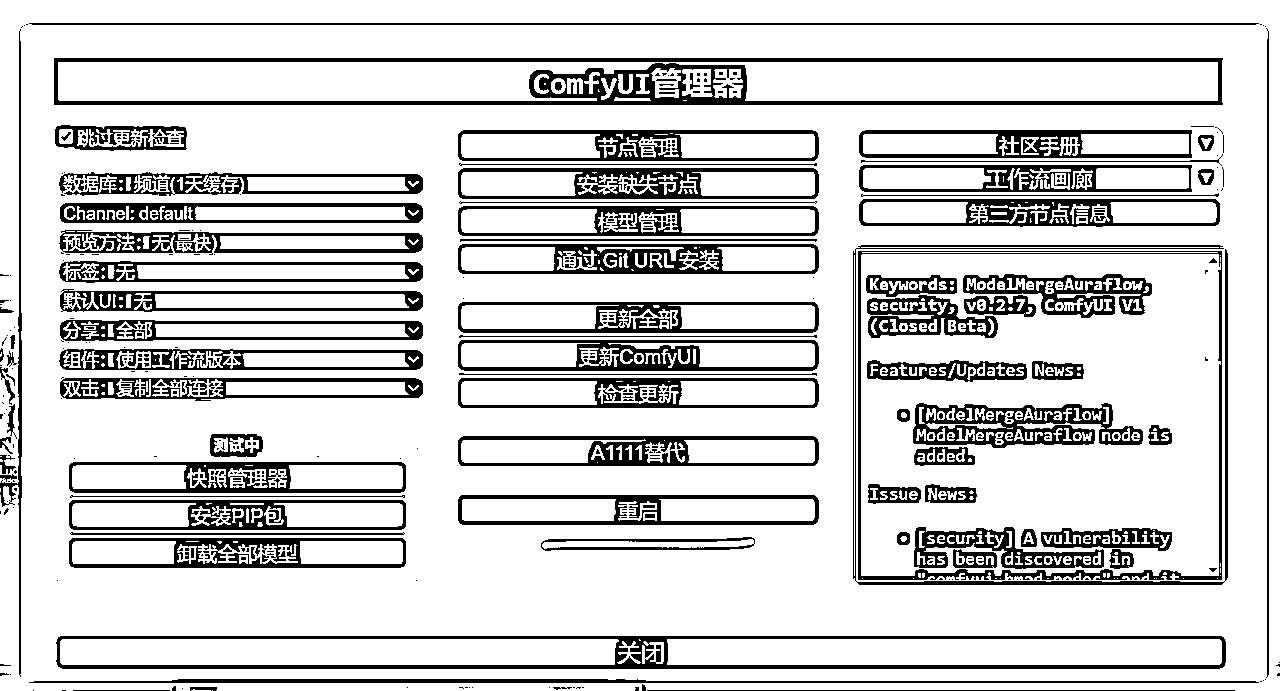 ComfyUI管理器
跳过更新检查
数据库: 频道(1天缓存)
Channel: default
预览方法: 无(最快)
标签: 无
默认UI: 无
分享: 全部
组件: 使用工作流版本
双击: 复制全部连接
测试中
快照管理器
安装PIP包
卸载全部模型
节点管理
安装缺失节点
模型管理
通过 Git URL 安装
更新全部
更新ComfyUI
检查更新
A1111替代
重启
社区手册
工作流画廊
第三方节点信息
Keywords: ModelMergeAuraflow,
security, v0.2.7, ComfyUI V1
(Closed Beta)
Features/Updates News:
[ModelMergeAuraflow]
ModelMergeAuraflow node is
added.
Issue News:
[security] A vulnerability
has been discovered in
"comfyui-bmad-nodes" and it
关闭